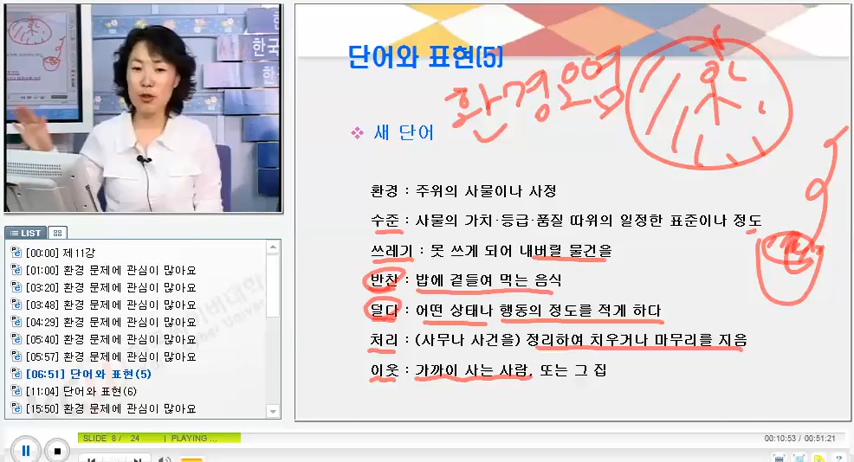 단어와 표현(5)
환경오염
새 단어
환경 : 주위의 사물이나 사정
수준 : 사물의 가치·등급·품질 따위의 일정한 표준이나 정도
쓰레기 : 못 쓰게 되어 내버릴 물건을
반찬 : 밥에 곁들여 먹는 음식
덜다 : 어떤 상태나 행동의 정도를 적게 하다
처리 : (사무나 사건을) 정리하여 치우거나 마무리를 지음
이웃 : 가까이 사는 사람, 또는 그 집
LIST
[00:00] 제11강
[01:00] 환경 문제에 관심이 많아요
[03:20] 환경 문제에 관심이 많아요
[03:48] 환경 문제에 관심이 많아요
[04:29] 환경 문제에 관심이 많아요
[05:40] 환경 문제에 관심이 많아요
[05:57] 환경 문제에 관심이 많아요
[06:51] 단어와 표현(5)
[11:04] 단어와 표현(6)
[15:50] 환경 문제에 관심이 많아요
SLIDE 8 / 24 | PLAYING ...
00:10:53 / 00:51:21